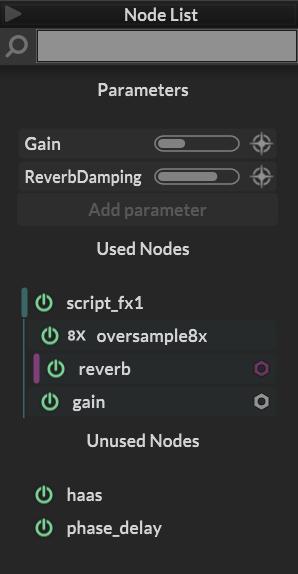 Node List
Parameters
Gain
ReverbDamping
Add parameter
Used Nodes
script_fx1
8X oversample8x
reverb
gain
Unused Nodes
haas
phase_delay